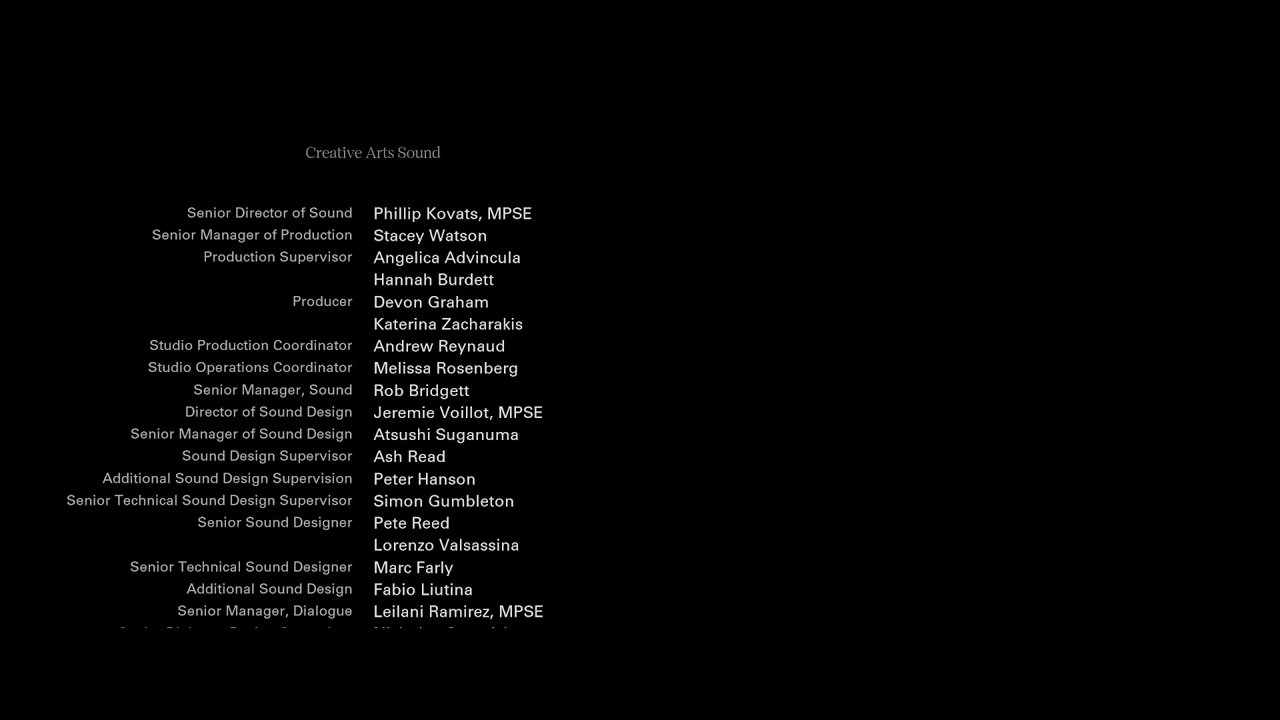 Creative Arts Sound
Senior Director of Sound Phillip Kovats, MPSE
Senior Manager of Production Stacey Watson
Production Supervisor Angelica Advincula
Hannah Burdett
Producer Devon Graham
Katerina Zacharakis
Studio Production Coordinator Andrew Reynaud
Studio Operations Coordinator Melissa Rosenberg
Senior Manager, Sound Rob Bridgett
Director of Sound Design Jeremie Voillot, MPSE
Senior Manager of Sound Design Atsushi Suganuma
Sound Design Supervisor Ash Read
Additional Sound Design Supervision Peter Hanson
Senior Technical Sound Design Supervisor Simon Gumbleton
Senior Sound Designer Pete Reed
Lorenzo Valsassina
Senior Technical Sound Designer Marc Farly
Additional Sound Design Fabio Liutina
Senior Manager, Dialogue Leilani Ramirez, MPSE